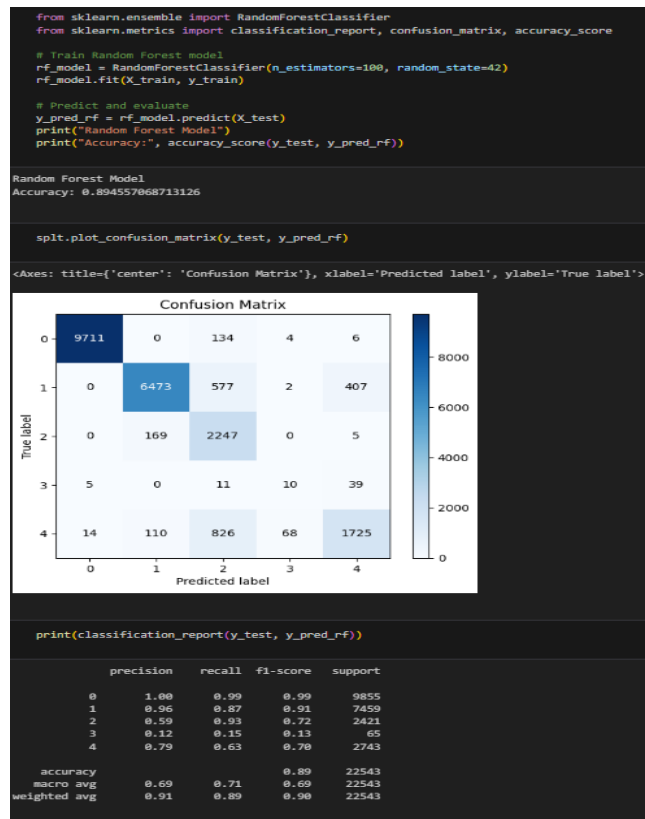 from sklearn.ensemble import RandomForestClassifier
from sklearn.metrics import classification_report, confusion_matrix, accuracy_score
# Train Random Forest model
rf_model = RandomForestClassifier(n_estimators=100, random_state=42)
rf_model.fit(X_train, y_train)
# Predict and evaluate
y_pred_rf = rf_model.predict(X_test)
print("Random Forest Model")
print("Accuracy:", accuracy_score(y_test, y_pred_rf))
Random Forest Model
Accuracy: 0.894557068713126
splt.plot_confusion_matrix(y_test, y_pred_rf)
<Axes: title={'center': 'Confusion Matrix'}, xlabel='Predicted label', ylabel='True label'>
Confusion Matrix
0 9711 0 134 4 6
1 0 6473 577 2 407
2 0 169 2247 0 5
3 5 0 11 10 39
4 14 110 826 68 1725
0 1 2 3 4
Predicted label
True label
8000
6000
4000
2000
0
print(classification_report(y_test, y_pred_rf))
precision recall f1-score support
0 1.00 0.99 0.99 9855
1 0.96 0.87 0.91 7459
2 0.59 0.93 0.72 2421
3 0.12 0.15 0.13 65
4 0.79 0.63 0.70 2743
accuracy 0.89 22543
macro avg 0.69 0.71 0.69 22543
weighted avg 0.91 0.89 0.90 22543